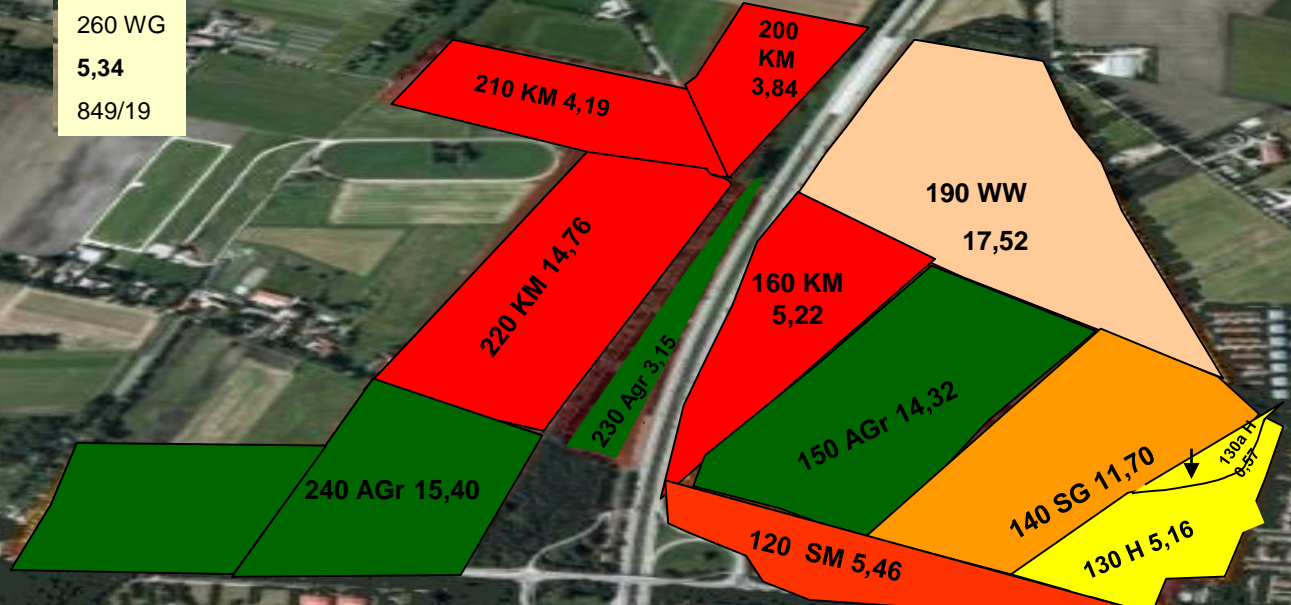 260 WG
5,34
849/19
200
KM
3,84
210 KM 4,19
190 WW
17,52
220 KM 14,76
160 KM
5,22
230 Agr 3,15
150 AGr 14,32
130a H
0,57
240 AGr 15,40
140 SG 11,70
130 H 5,16
120 SM 5,46